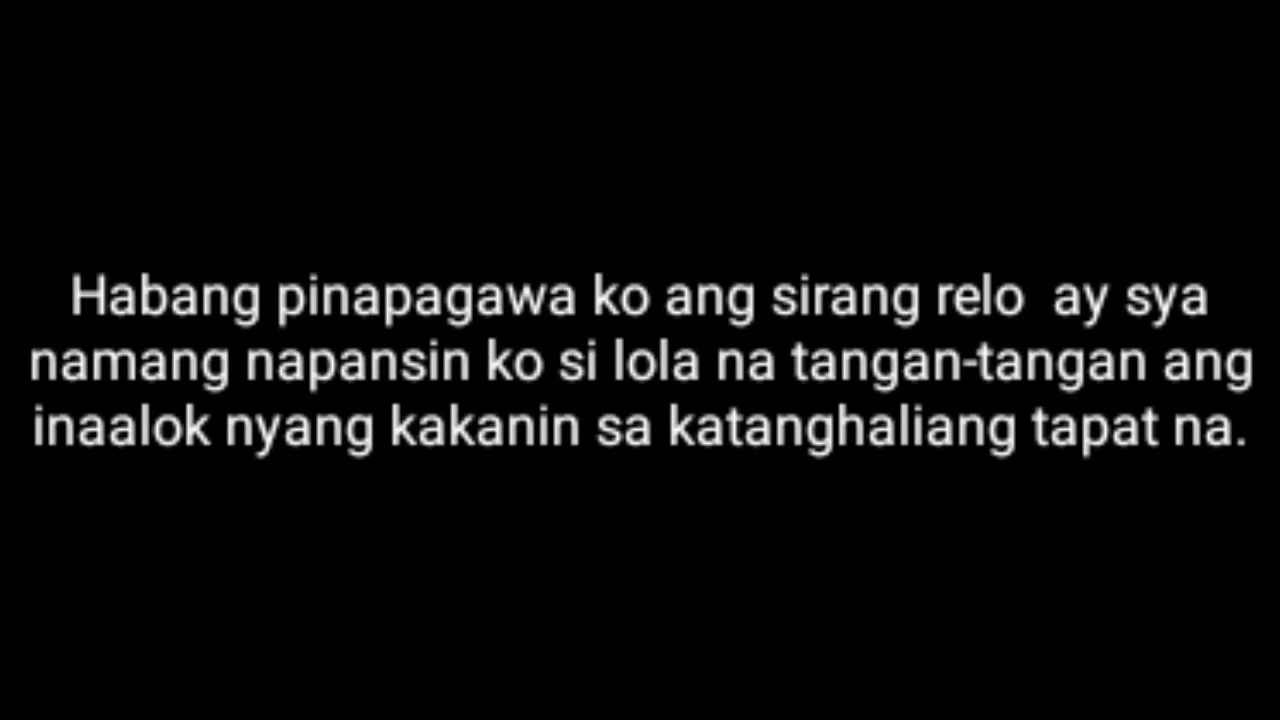 Habang pinapagawa ko ang sirang relo  ay sya
namang napansin ko si lola na tangan-tangan ang
inaalok nyang kakanin sa katanghaliang tapat na.